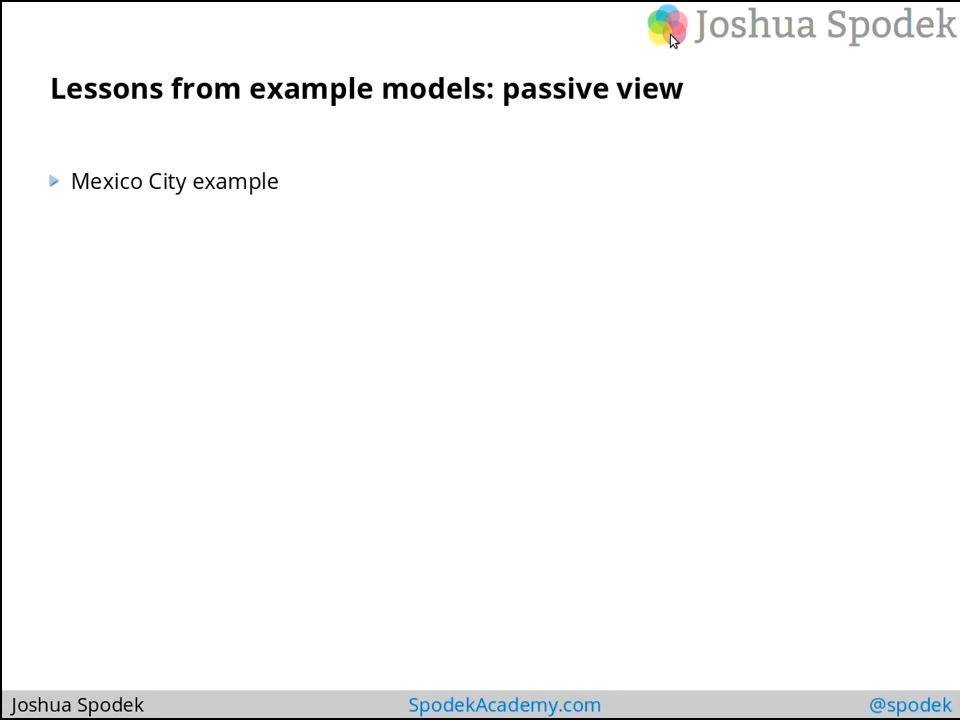 Joshua Spodek
Lessons from example models: passive view
Mexico City example
Joshua Spodek SpodekAcademy.com @spodek